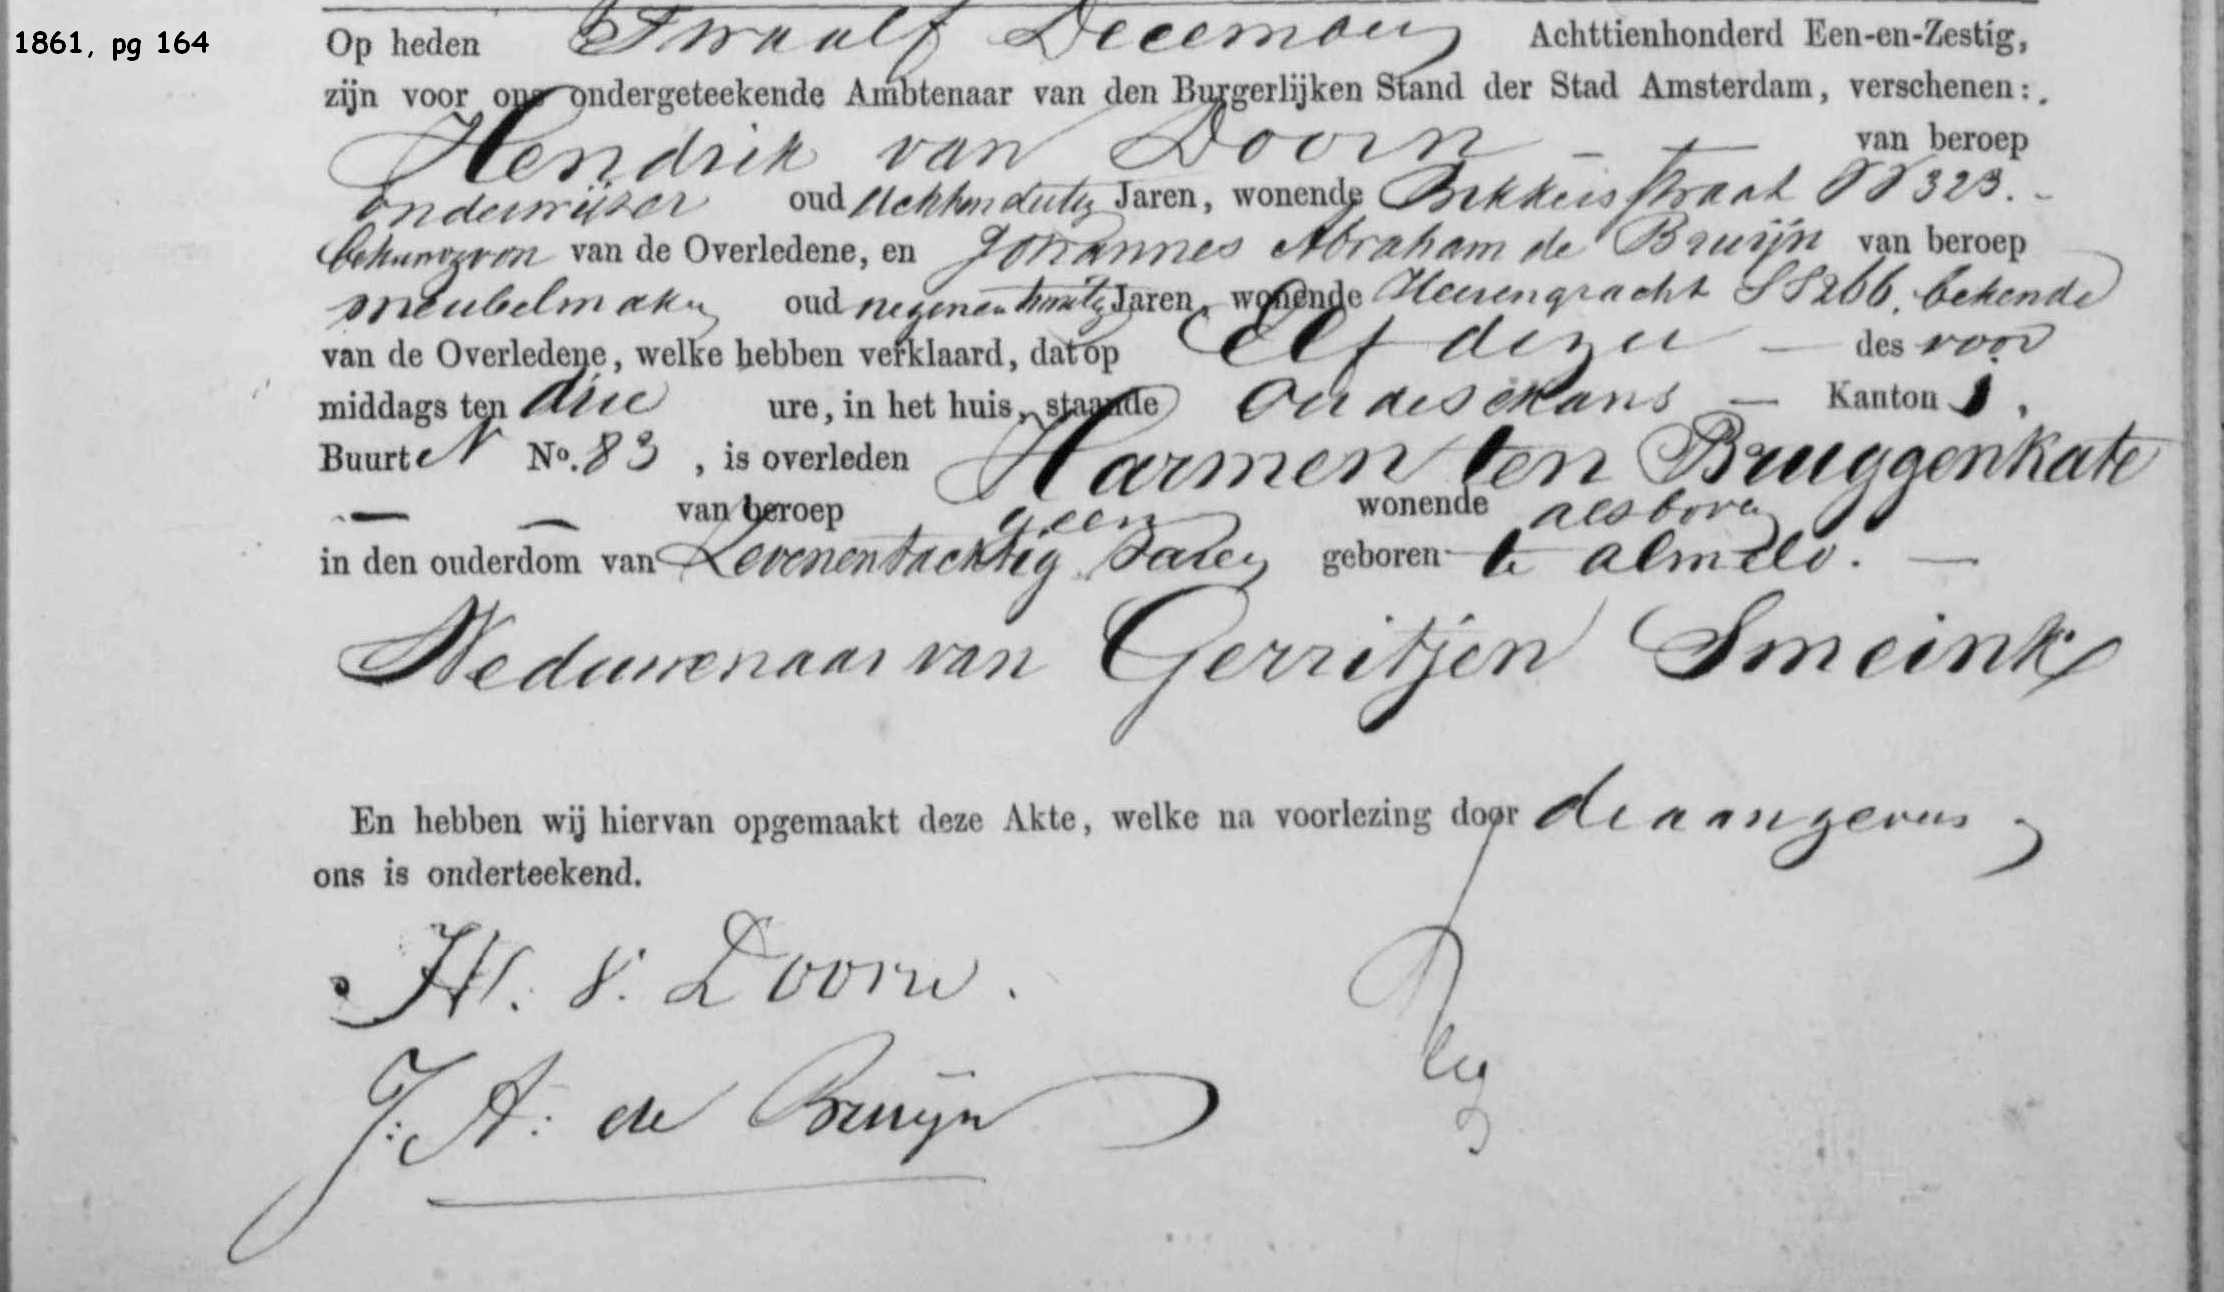 1861, pg 164
Op heden Twaalf December Achttienhonderd Een-en-Zestig,
zijn voor ons ondergeteekende Ambtenaar van den Burgerlijken Stand der Stad Amsterdam, verschenen:
Hendrik van Doorn — — van beroep
onderwijzer oud achtendertig Jaren, wonende Bakkersstraat W 323. -
behuwdzoon van de Overledene, en Johannes Abraham de Bruijn van beroep
meubelmaker oud negenentwintig Jaren, wonende Heerengracht SS 266, bekende
van de Overledene, welke hebben verklaard, dat op Elf dezer — des voor
middags ten drie ure, in het huis, staande Oudeschans — Kanton 1,
Buurt N No. 83, is overleden Harmen ten Bruggenkate
— — van beroep geen wonende alsboven
in den ouderdom van Zevenentachtig Jaren geboren te Almelo. —
Weduwenaar van Gerritjen Smeink
En hebben wij hiervan opgemaakt deze Akte, welke na voorlezing door de aangevers
ons is onderteekend.
H. v. Doorn.
J. A. de Bruijn